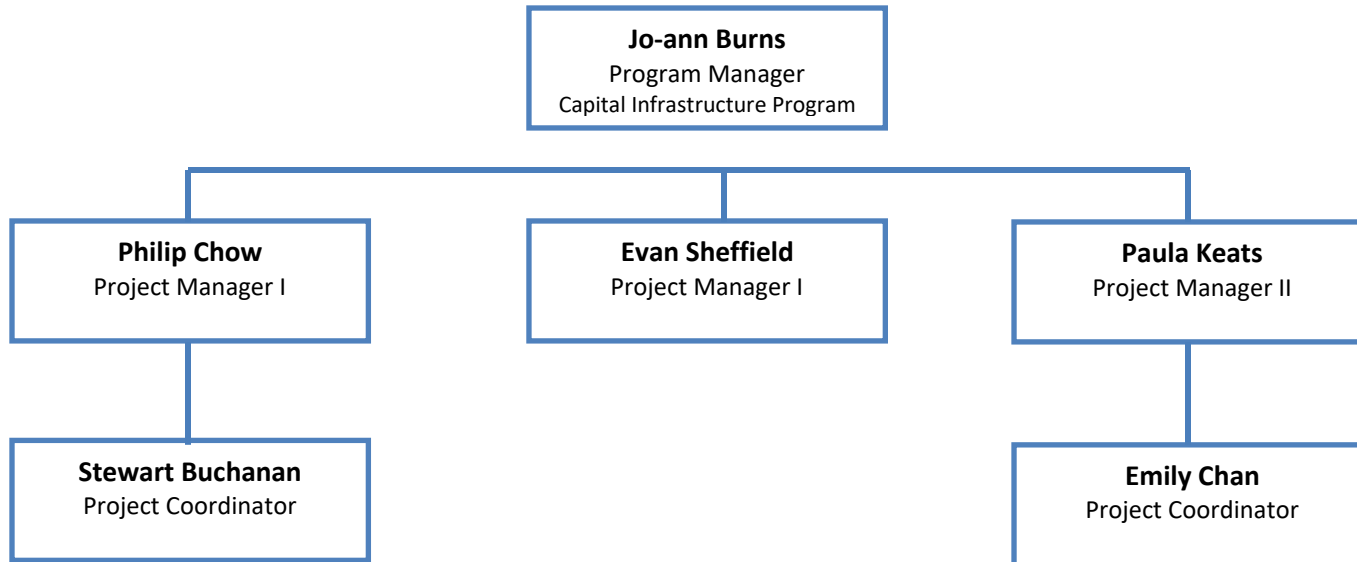 Jo-ann Burns
Program Manager
Capital Infrastructure Program
Philip Chow
Project Manager I
Evan Sheffield
Project Manager I
Paula Keats
Project Manager II
Stewart Buchanan
Project Coordinator
Emily Chan
Project Coordinator